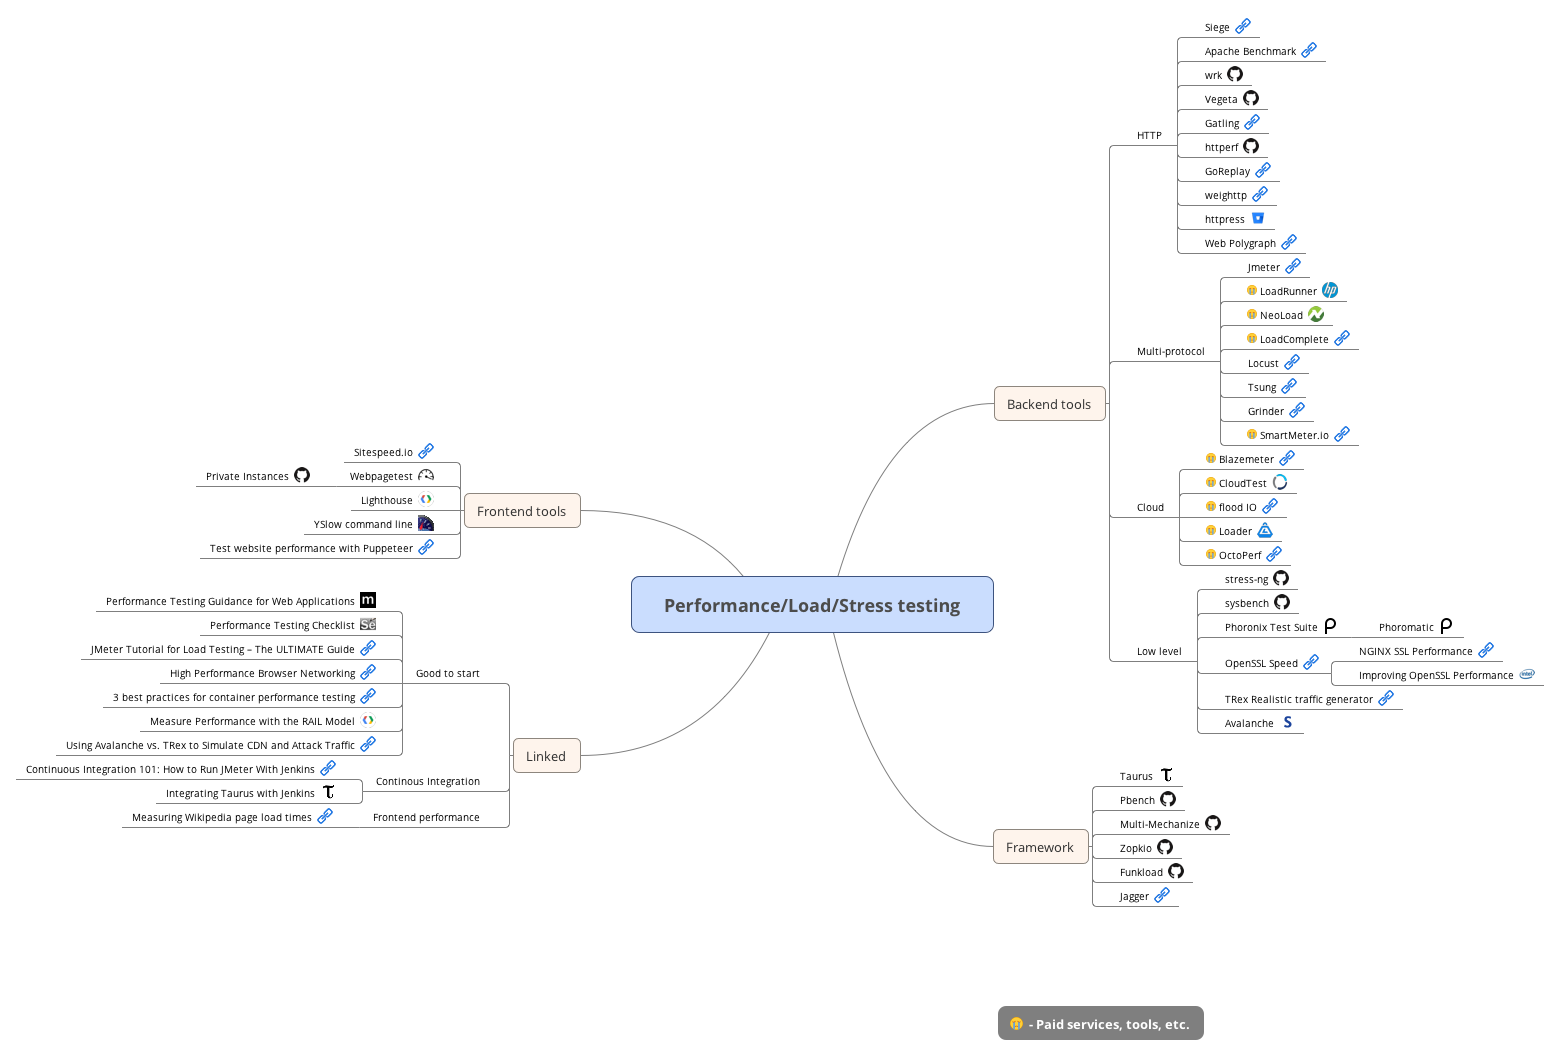 Performance/Load/Stress testing
Backend tools
HTTP
Siege
Apache Benchmark
wrk
Vegeta
Gatling
httperf
GoReplay
weighttp
httpress
Web Polygraph
Multi-protocol
Jmeter
LoadRunner
NeoLoad
LoadComplete
Locust
Tsung
Grinder
SmartMeter.io
Cloud
Blazemeter
CloudTest
flood IO
Loader
OctoPerf
Low level
stress-ng
sysbench
Phoronix Test Suite
Phoromatic
OpenSSL Speed
NGINX SSL Performance
Improving OpenSSL Performance
TRex Realistic traffic generator
Avalanche
Framework
Taurus
Pbench
Multi-Mechanize
Zopkio
Funkload
Jagger
Frontend tools
Sitespeed.io
Webpagetest
Private Instances
Lighthouse
YSlow command line
Test website performance with Puppeteer
Linked
Good to start
Performance Testing Guidance for Web Applications
Performance Testing Checklist
JMeter Tutorial for Load Testing – The ULTIMATE Guide
High Performance Browser Networking
3 best practices for container performance testing
Measure Performance with the RAIL Model
Using Avalanche vs. TRex to Simulate CDN and Attack Traffic
Continous Integration
Continuous Integration 101: How to Run JMeter With Jenkins
Integrating Taurus with Jenkins
Frontend performance
Measuring Wikipedia page load times
- Paid services, tools, etc.